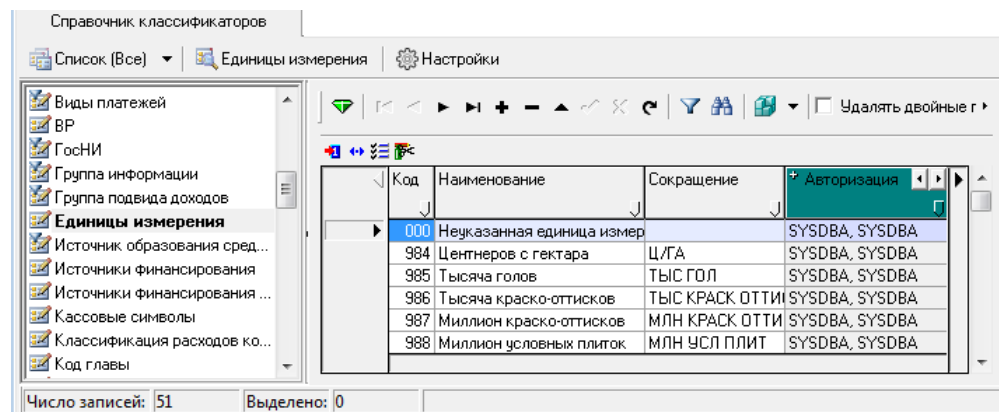 Справочник классификаторов
Список (Все) Единицы измерения Настройки
Виды платежей
ВР
ГосНИ
Группа информации
Группа подвида доходов
Единицы измерения
Источник образования сред...
Источники финансирования
Источники финансирования ...
Кассовые символы
Классификация расходов ко...
Код главы
Удалять двойные п
Код Наименование Сокращение Авторизация
000 Неуказанная единица измер SYSDBA, SYSDBA
984 Центнеров с гектара Ц/ГА SYSDBA, SYSDBA
985 Тысяча голов ТЫС ГОЛ SYSDBA, SYSDBA
986 Тысяча краско-оттисков ТЫС КРАСК ОТТИ SYSDBA, SYSDBA
987 Миллион краско-оттисков МЛН КРАСК ОТТИ SYSDBA, SYSDBA
988 Миллион условных плиток МЛН УСЛ ПЛИТ SYSDBA, SYSDBA
Число записей: 51 Выделено: 0